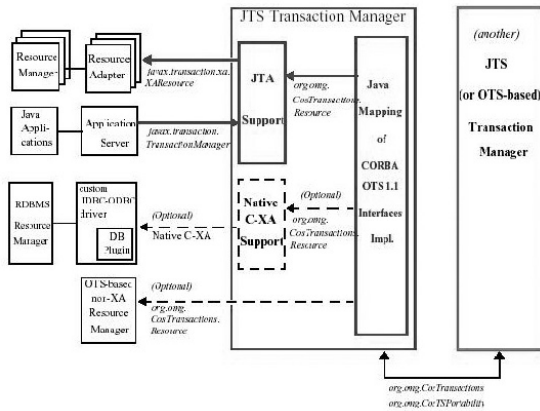 JTS Transaction Manager
Resource
Manager
Resource
Adapter
javax.transaction.xa.
XAResource
JTA
Support
org.omg.
CosTransactions.
Resource
Java
Mapping
of
CORBA
OTS 1.1
Interfaces
Impl.
(another)
JTS
(or OTS-based)
Transaction
Manager
Java
Appli-
cations
Application
Server
javax.transaction.
TransactionManager
RDBMS
Resource
Manager
custom
JDBC-ODBC
driver
DB
Plugin
(Optional)
Native C-XA
Native
C-XA
Support
(Optional)
org.omg.
CosTransactions.
Resource
OTS-based
non-XA
Resource
Manager
(Optional)
org.omg.
CosTransactions.
Resource
org.omg.CosTransactions
org.omg.CosTSPortability